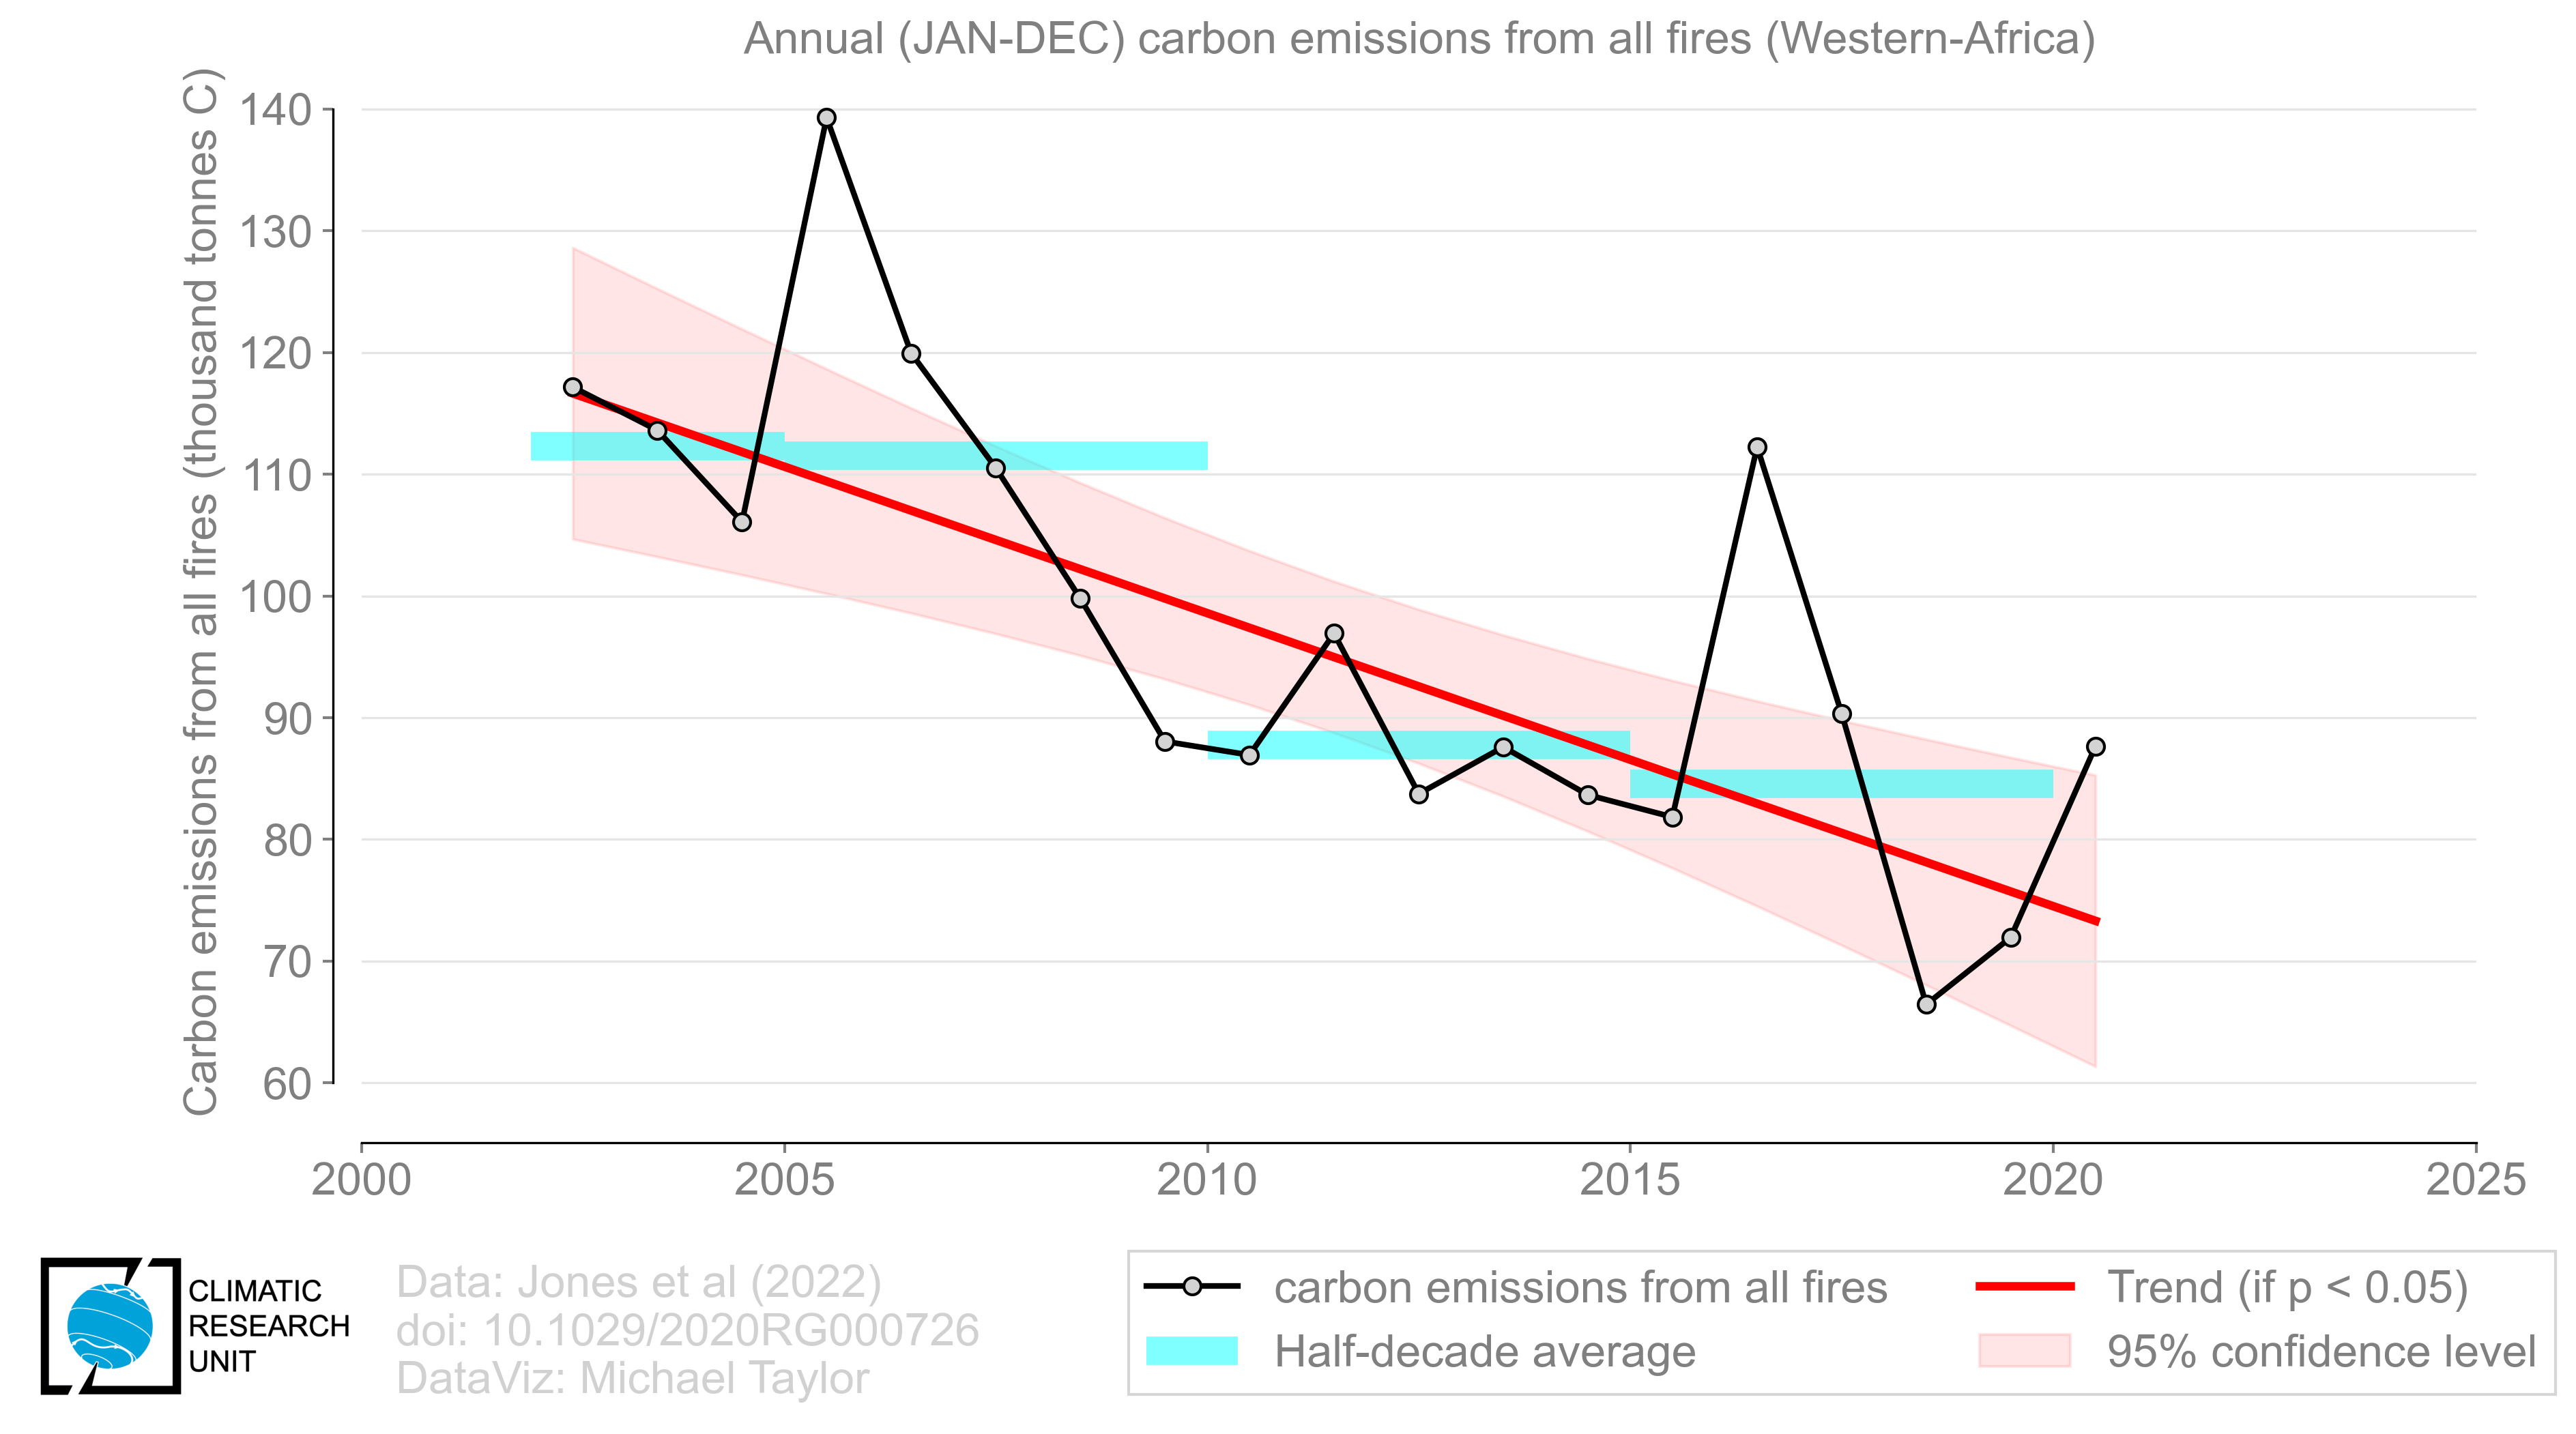 Annual (JAN-DEC) carbon emissions from all fires (Western-Africa)
Carbon emissions from all fires (thousand tonnes C)
140
130
120
110
100
90
80
70
60
2000 2005 2010 2015 2020 2025
CLIMATIC
RESEARCH
UNIT
Data: Jones et al (2022)
doi: 10.1029/2020RG000726
DataViz: Michael Taylor
carbon emissions from all fires
Half-decade average
Trend (if p < 0.05)
95% confidence level